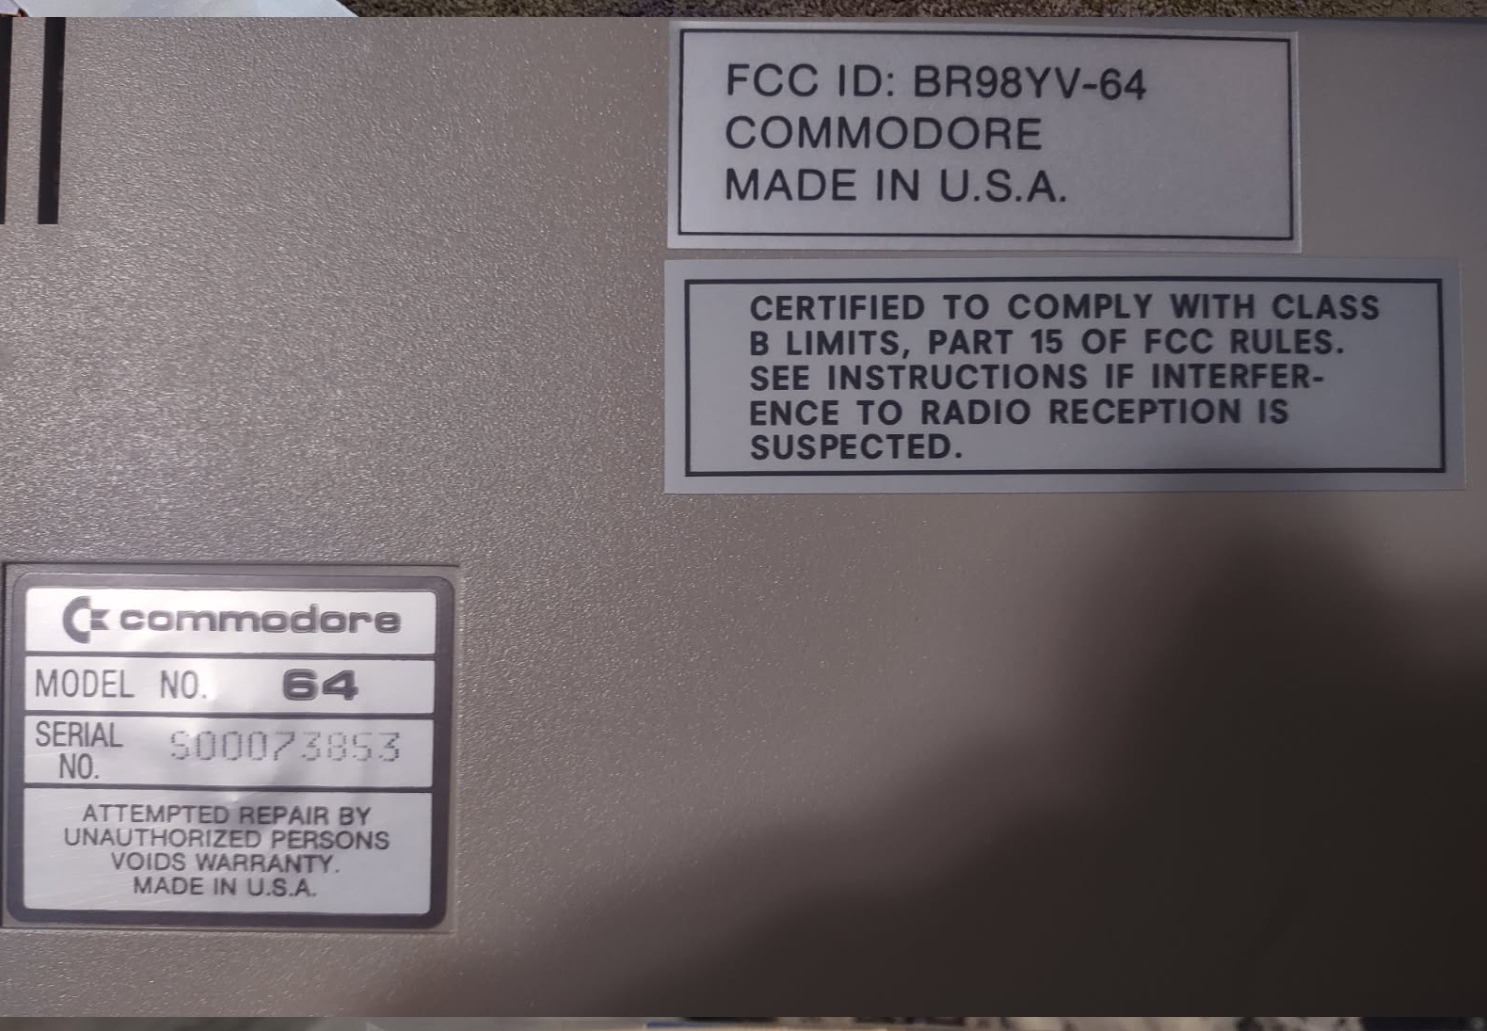 FCC ID: BR98YV-64
COMMODORE
MADE IN U.S.A.
CERTIFIED TO COMPLY WITH CLASS
B LIMITS, PART 15 OF FCC RULES.
SEE INSTRUCTIONS IF INTERFER-
ENCE TO RADIO RECEPTION IS
SUSPECTED.
commodore
MODEL NO. 64
SERIAL NO. S00073853
ATTEMPTED REPAIR BY
UNAUTHORIZED PERSONS
VOIDS WARRANTY.
MADE IN U.S.A.